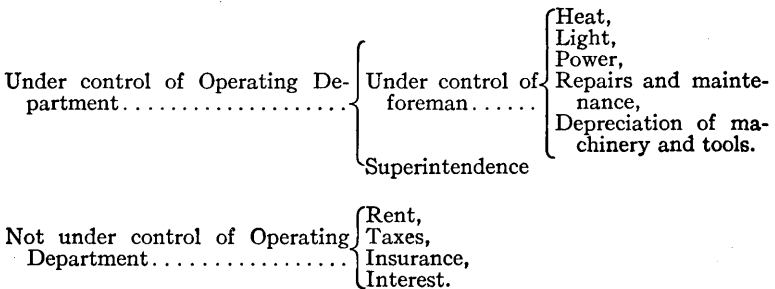 Heat,
Light,
Power,
Under control of Operating De- Under control of Repairs and mainte-
partment..................... foreman...... nance,
Depreciation of ma-
chinery and tools.
Superintendence
Rent,
Not under control of Operating Taxes,
Department.................. Insurance,
Interest.